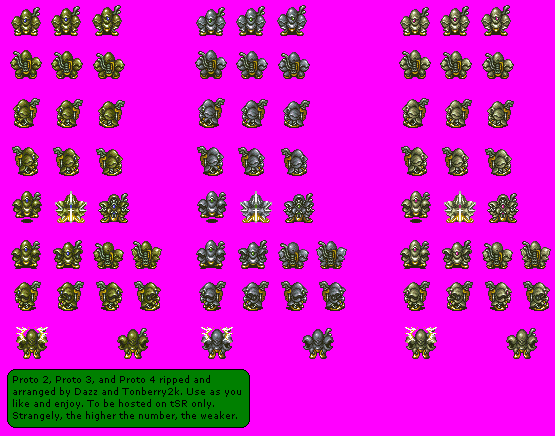 Proto 2, Proto 3, and Proto 4 ripped and
arranged by Dazz and Tonberry2k. Use as you
like and enjoy. To be hosted on tSR only.
Strangely, the higher the number, the weaker.